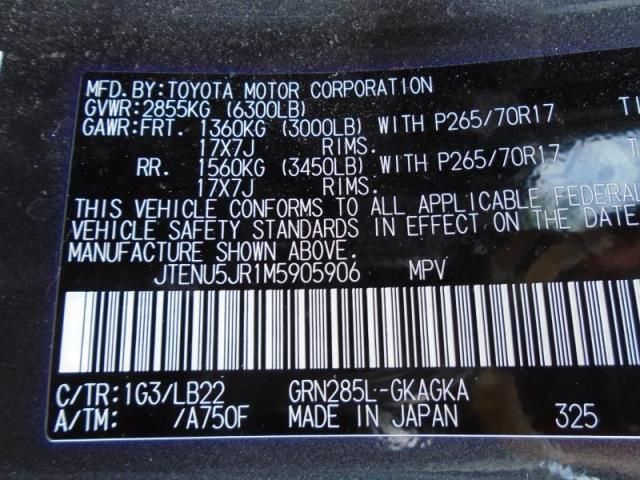 MFD.BY:TOYOTA MOTOR CORPORATION
GVWR:2855KG (6300LB)
GAWR:FRT. 1360KG (3000LB) WITH P265/70R17 TI
17X7J RIMS.
RR. 1560KG (3450LB) WITH P265/70R17 T
17X7J RIMS.
THIS VEHICLE CONFORMS TO ALL APPLICABLE FEDERA
VEHICLE SAFETY STANDARDS IN EFFECT ON THE DATE
MANUFACTURE SHOWN ABOVE.
JTENU5JR1M5905906 MPV
C/TR:1G3/LB22 GRN285L-GKAGKA
A/TM: /A750F MADE IN JAPAN 325